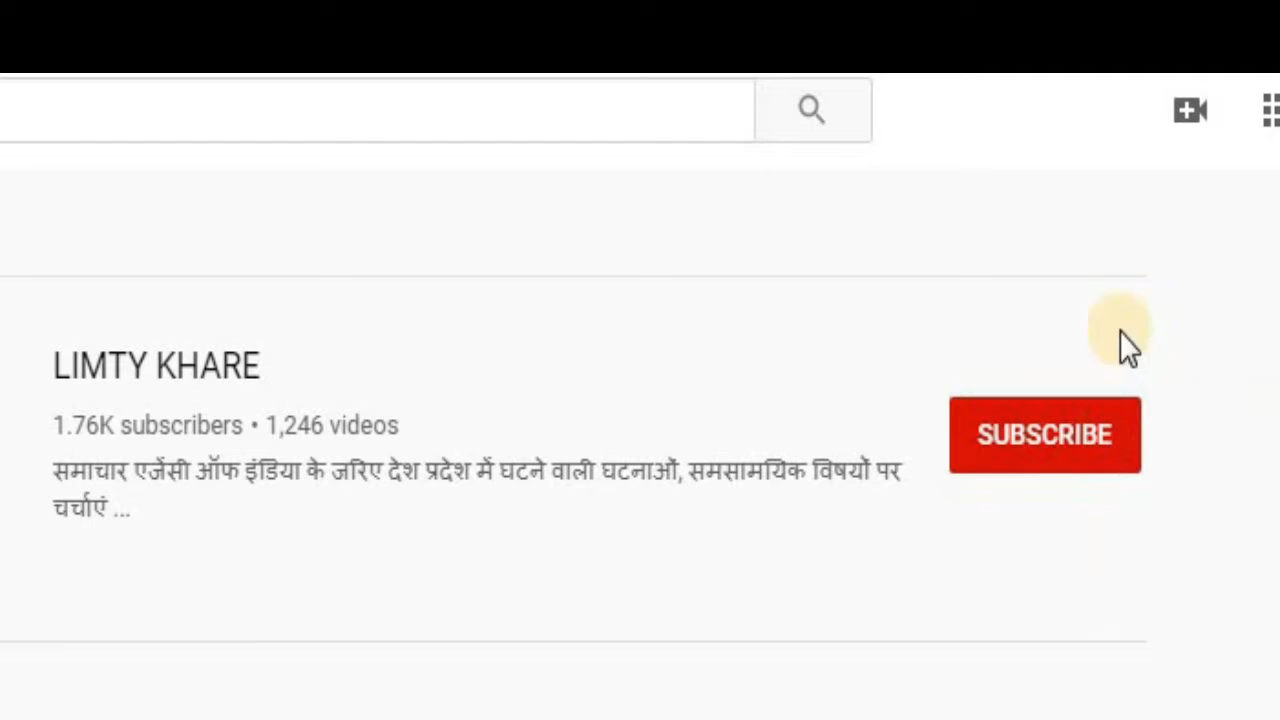 LIMTY KHARE
1.76K subscribers • 1,246 videos
SUBSCRIBE
समाचार एजेंसी ऑफ इंडिया के जरिए देश प्रदेश में घटने वाली घटनाओं, समसामयिक विषयों पर
चर्चाएं ...